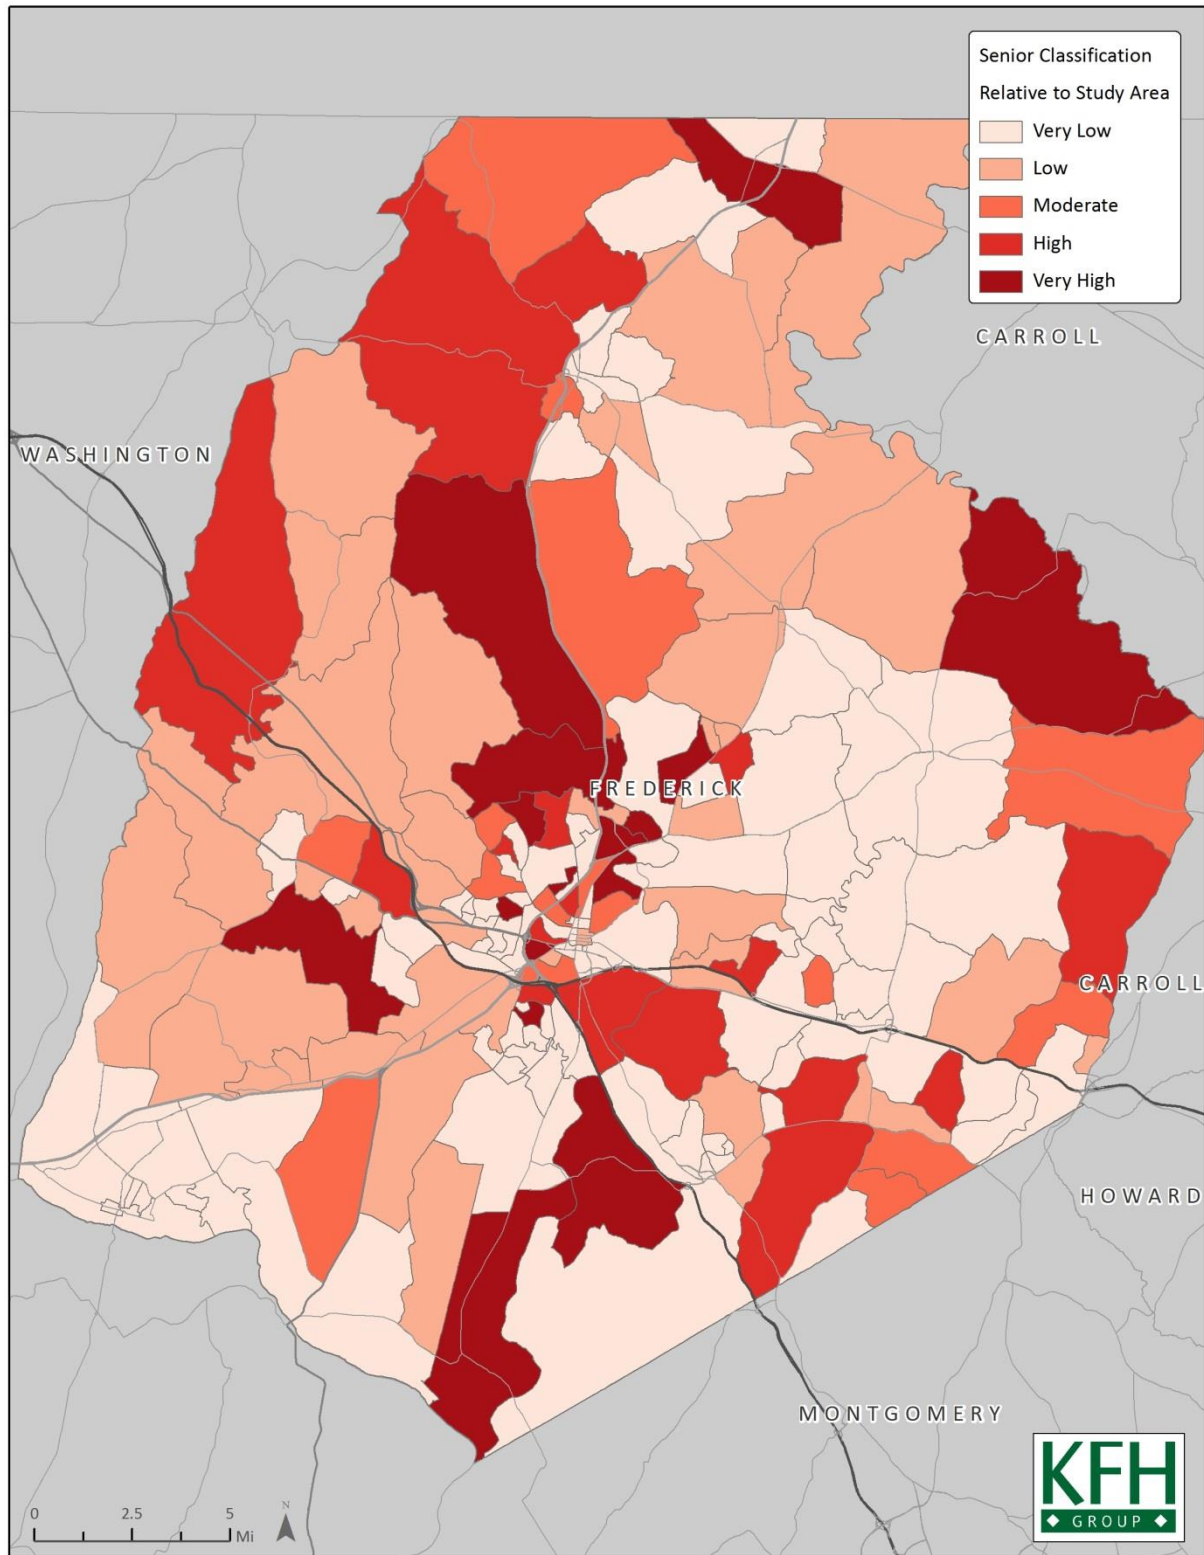 Senior Classification
Relative to Study Area
Very Low
Low
Moderate
High
Very High
CARROLL
WASHINGTON
FREDERICK
CARROLL
HOWARD
MONTGOMERY
KFH
GROUP
0 2.5 5
Mi
N